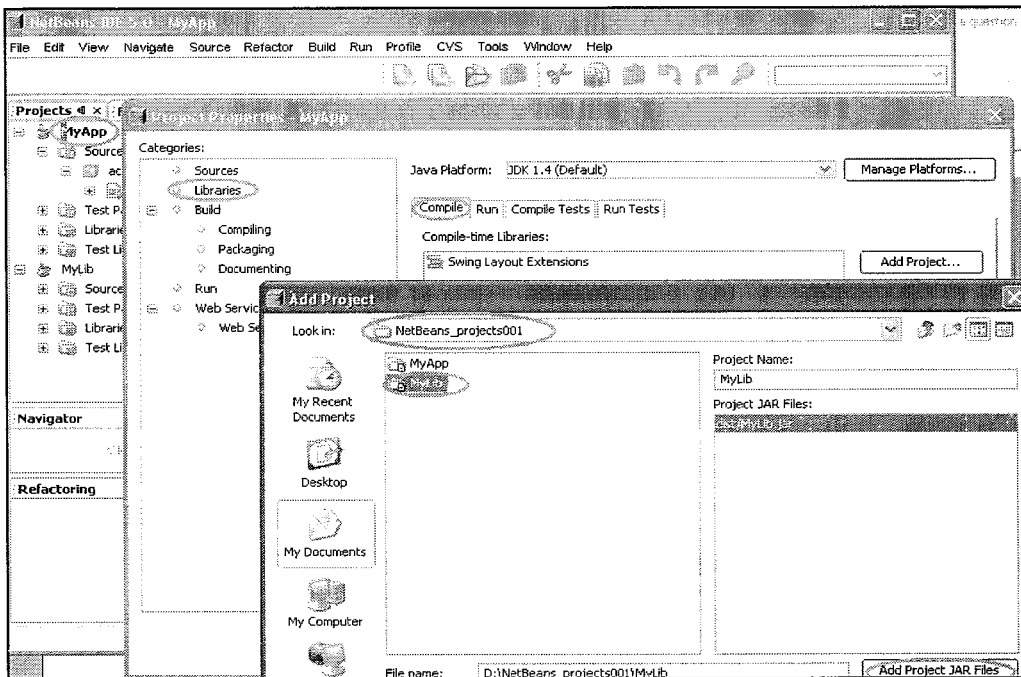 NetBeans IDE 5.0 - MyApp
File Edit View Navigate Source Refactor Build Run Profile CVS Tools Window Help
Projects
MyApp
Source
ac
Test P
Librarie
Test Li
MyLib
Source
Test P
Librarie
Test Li
Navigator
Refactoring
Project Properties - MyApp
Categories:
Sources
Libraries
Build
Compiling
Packaging
Documenting
Run
Web Servic
Web Se
Java Platform: JDK 1.4 (Default)
Manage Platforms...
Compile Run Compile Tests Run Tests
Compile-time Libraries:
Swing Layout Extensions
Add Project...
Add Project
Look in: NetBeans_projects001
My Recent
Documents
Desktop
My Documents
My Computer
MyApp
MyLib
Project Name:
MyLib
Project JAR Files:
dist/MyLib.jar
File name: D:\NetBeans_projects001\MyLib
Add Project JAR Files